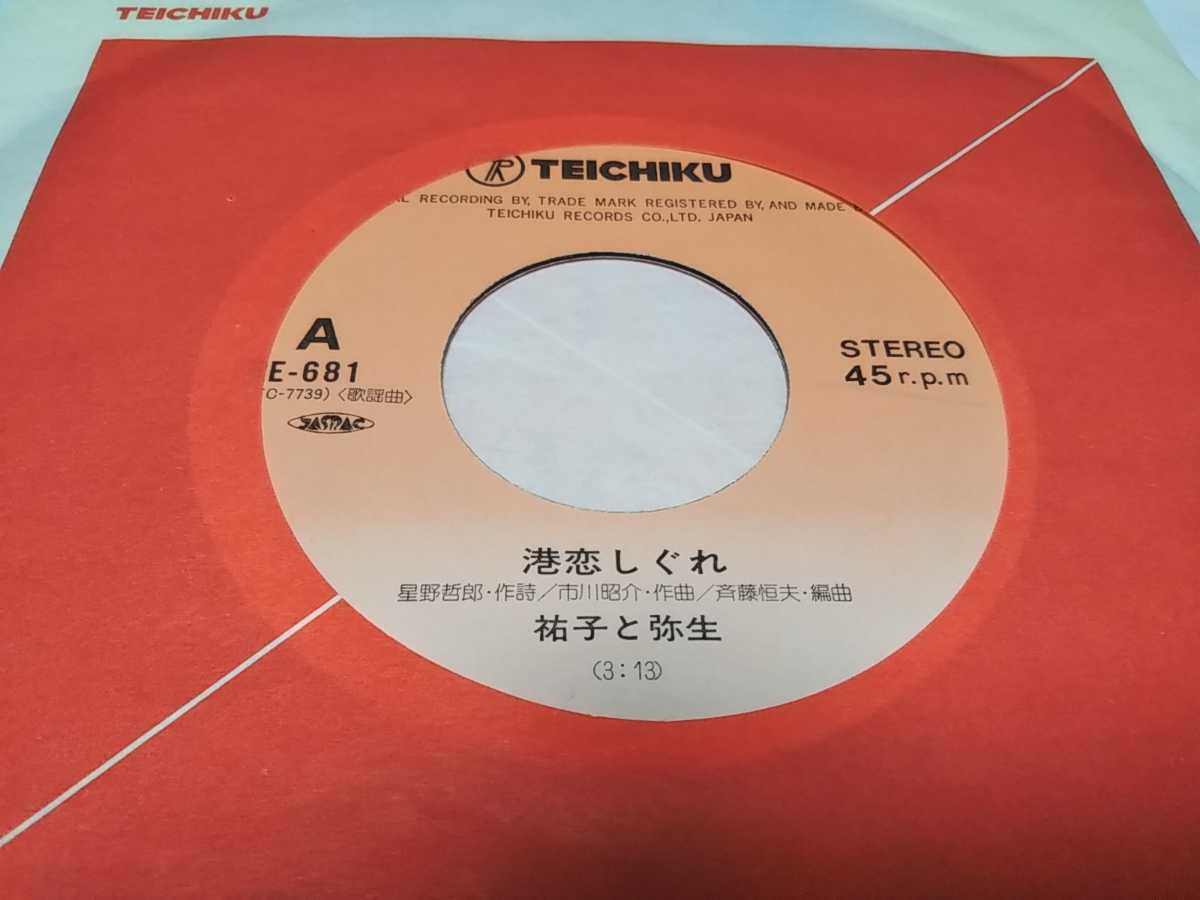 TEICHIKU
R TEICHIKU
RECORDING BY, TRADE MARK REGISTERED BY, AND MADE
TEICHIKU RECORDS CO.,LTD. JAPAN
A
E-681
C-7739) 〈歌謡曲〉
JASRAC
STEREO
45 r.p.m
港恋しぐれ
星野哲郎・作詩/市川昭介・作曲/斉藤恒夫・編曲
祐子と弥生
(3:13)